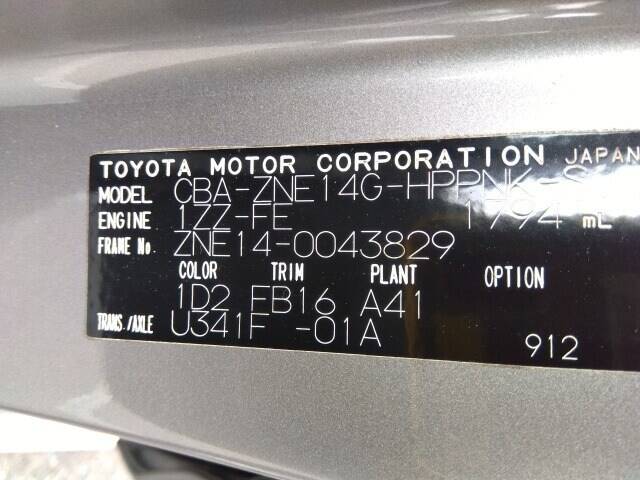 TOYOTA MOTOR CORPORATION JAPAN
MODEL CBA-ZNE14G-HPPNK-S
ENGINE 1ZZ-FE 1794 mL
FRAME No. ZNE14-0043829
COLOR TRIM PLANT OPTION
1D2 FB16 A41
TRANS./AXLE U341F -01A
912